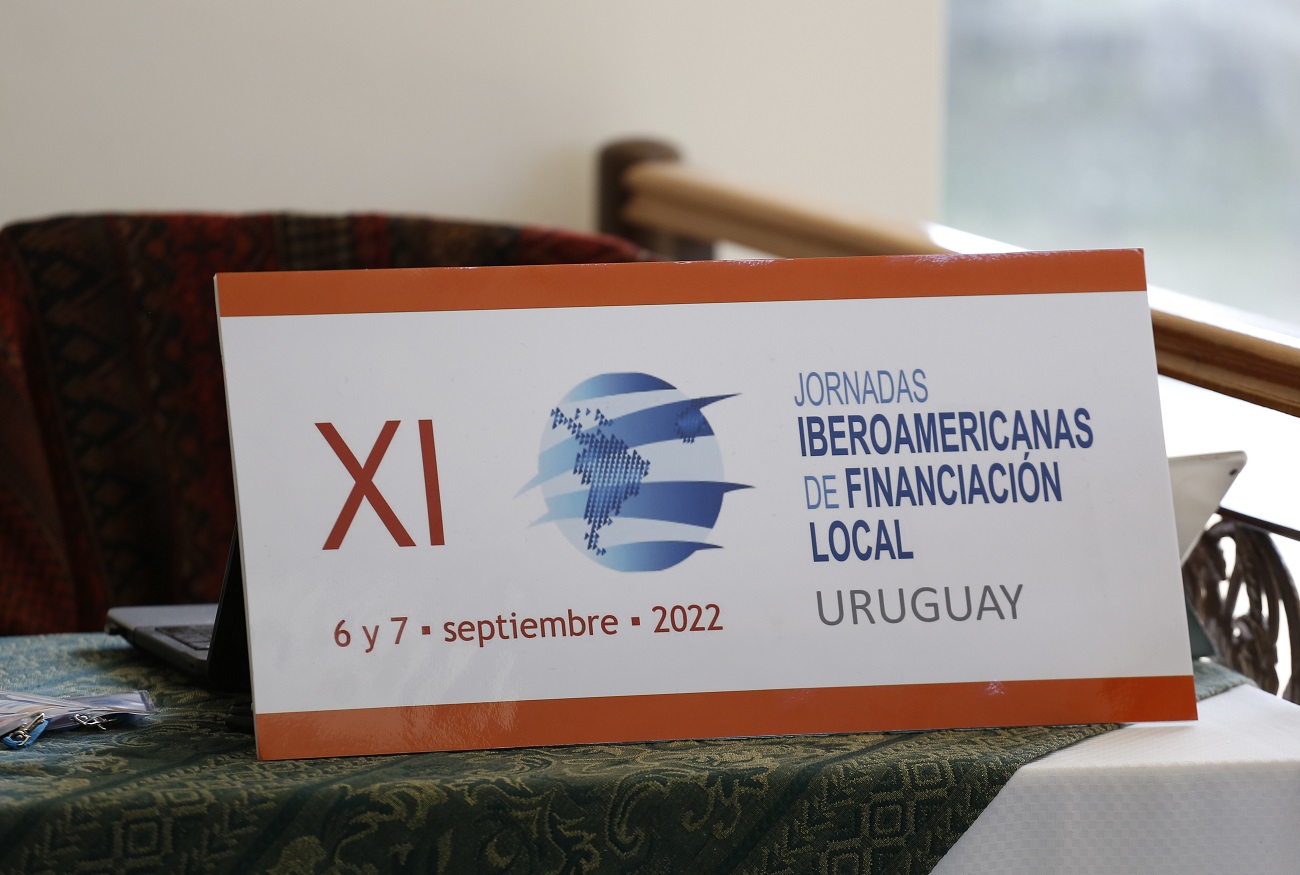 XI
6 y 7 ▪ septiembre ▪ 2022
JORNADAS
IBEROAMERICANAS
DE FINANCIACIÓN
LOCAL
URUGUAY